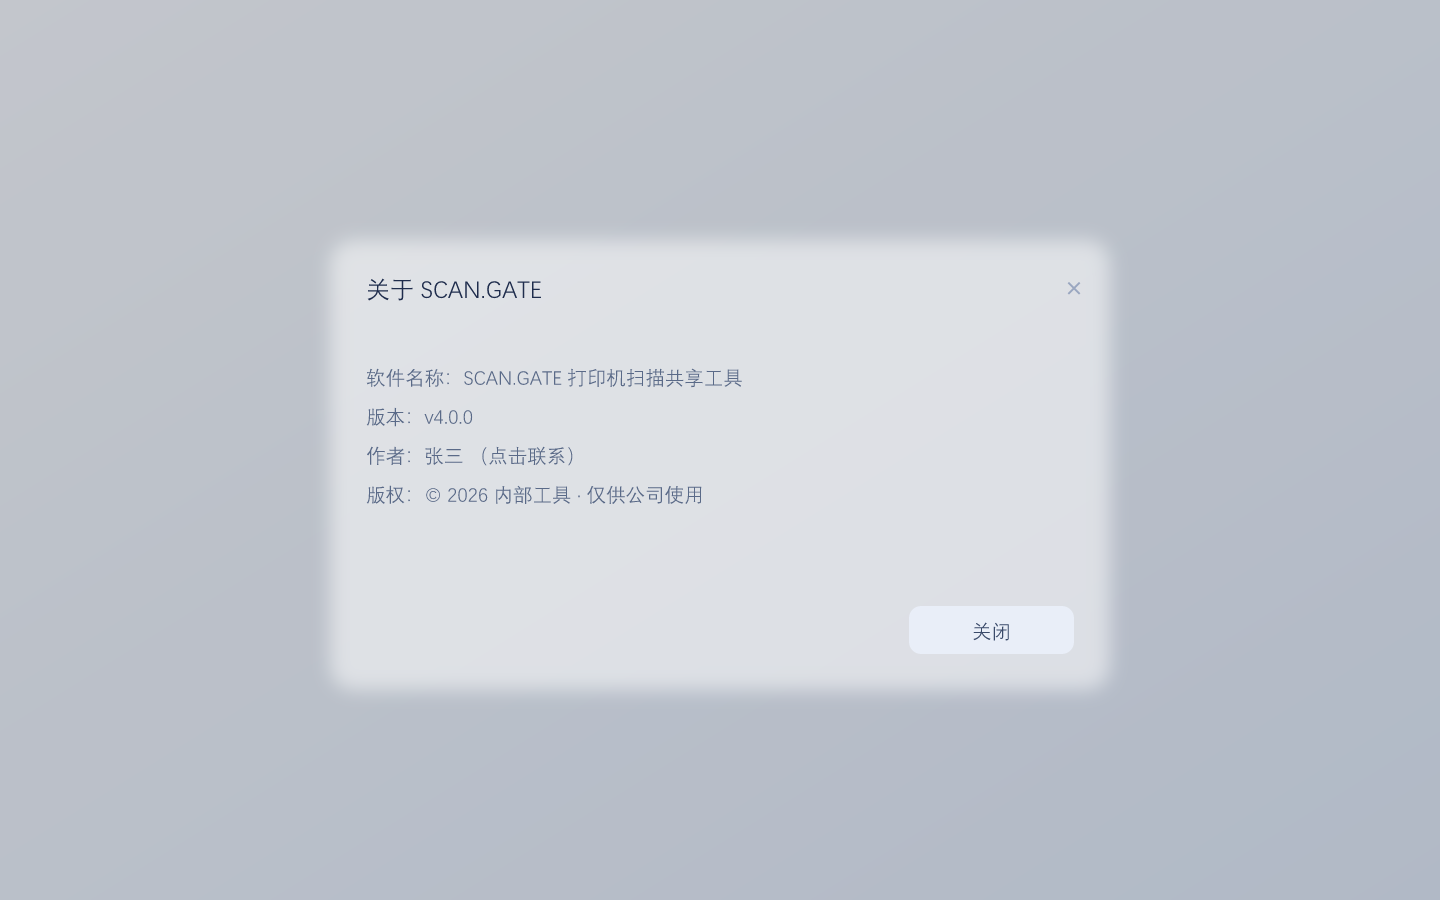 关于 SCAN.GATE
×
软件名称：SCAN.GATE 打印机扫描共享工具
版本：v4.0.0
作者：张三 （点击联系）
版权：© 2026 内部工具 · 仅供公司使用
关闭